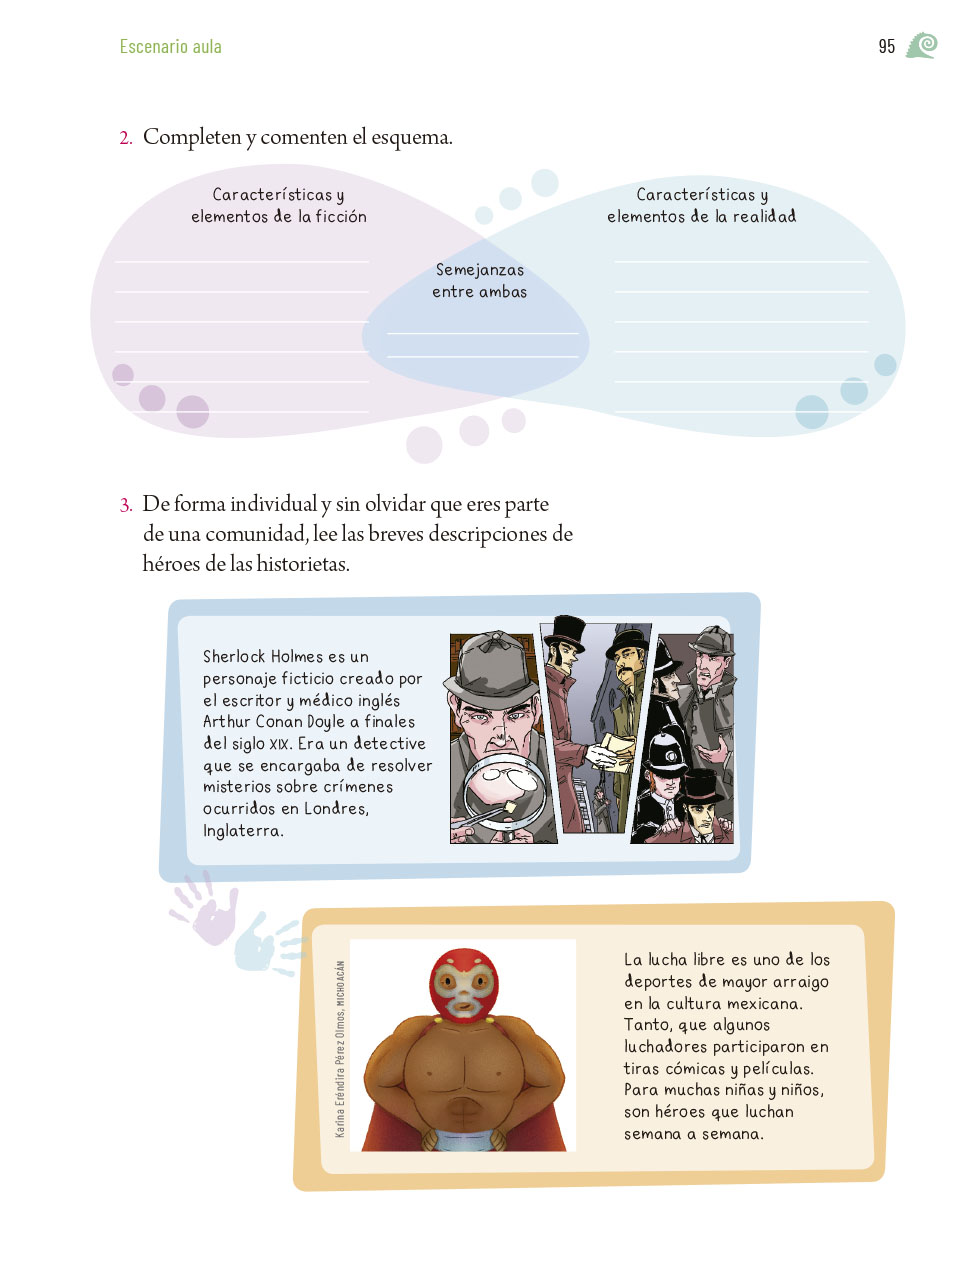 Escenario aula
95
2. Completen y comenten el esquema.
Características y
elementos de la ficción
Características y
elementos de la realidad
Semejanzas
entre ambas
3. De forma individual y sin olvidar que eres parte
de una comunidad, lee las breves descripciones de
héroes de las historietas.
Sherlock Holmes es un
personaje ficticio creado por
el escritor y médico inglés
Arthur Conan Doyle a finales
del siglo XIX. Era un detective
que se encargaba de resolver
misterios sobre crímenes
ocurridos en Londres,
Inglaterra.
Karina Eréndira Pérez Olmos, MICHOACÁN
La lucha libre es uno de los
deportes de mayor arraigo
en la cultura mexicana.
Tanto, que algunos
luchadores participaron en
tiras cómicas y películas.
Para muchas niñas y niños,
son héroes que luchan
semana a semana.